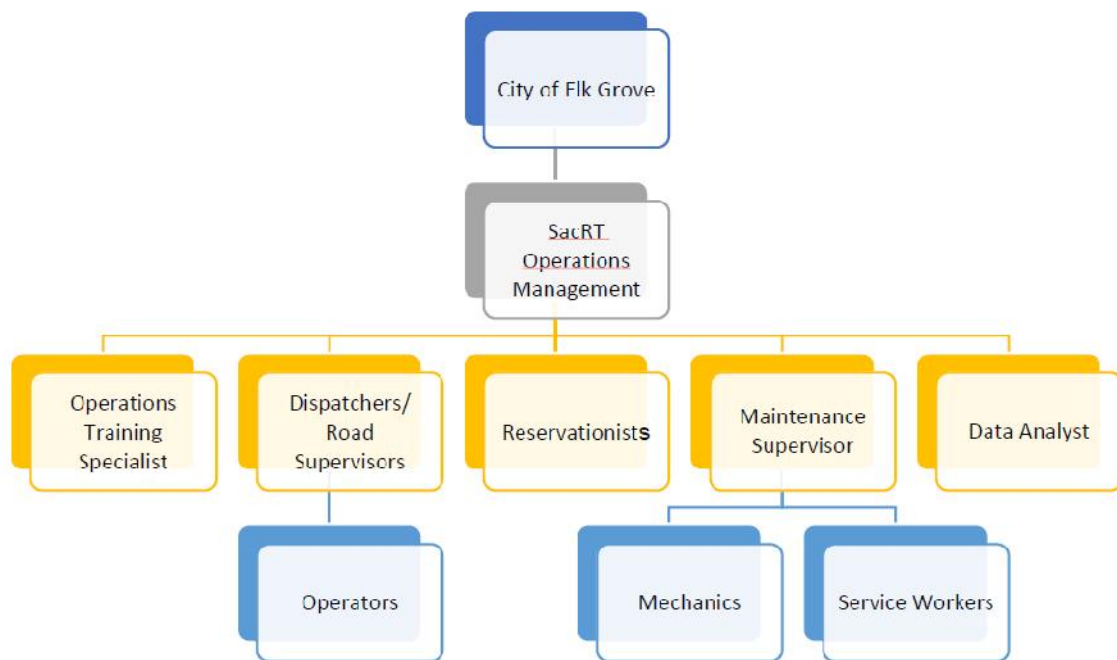 City of Elk Grove
SacRT
Operations
Management
Operations
Training
Specialist
Dispatchers/
Road
Supervisors
Reservationists
Maintenance
Supervisor
Data Analyst
Operators
Mechanics
Service Workers